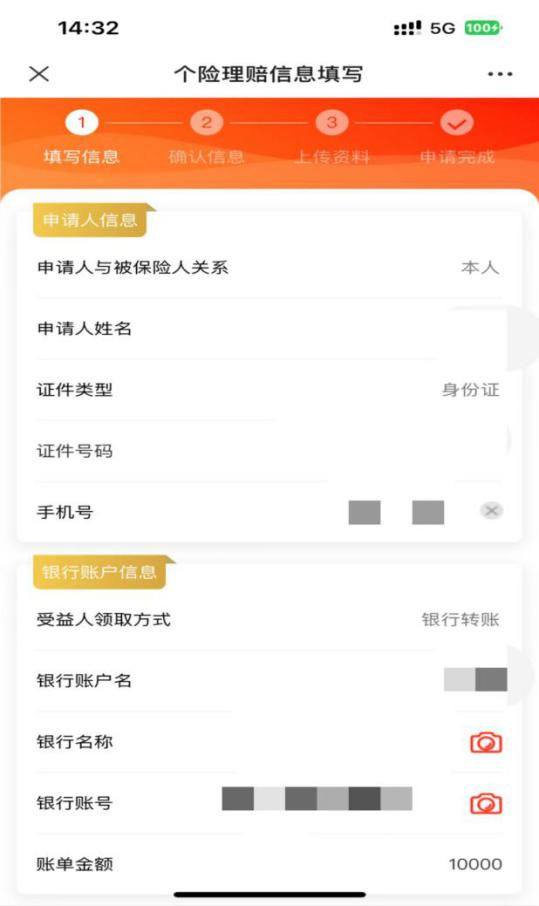 14:32
5G 100
个险理赔信息填写
1 2 3
填写信息 确认信息 上传资料 申请完成
申请人信息
申请人与被保险人关系 本人
申请人姓名
证件类型 身份证
证件号码
手机号
银行账户信息
受益人领取方式 银行转账
银行账户名
银行名称
银行账号
账单金额 10000